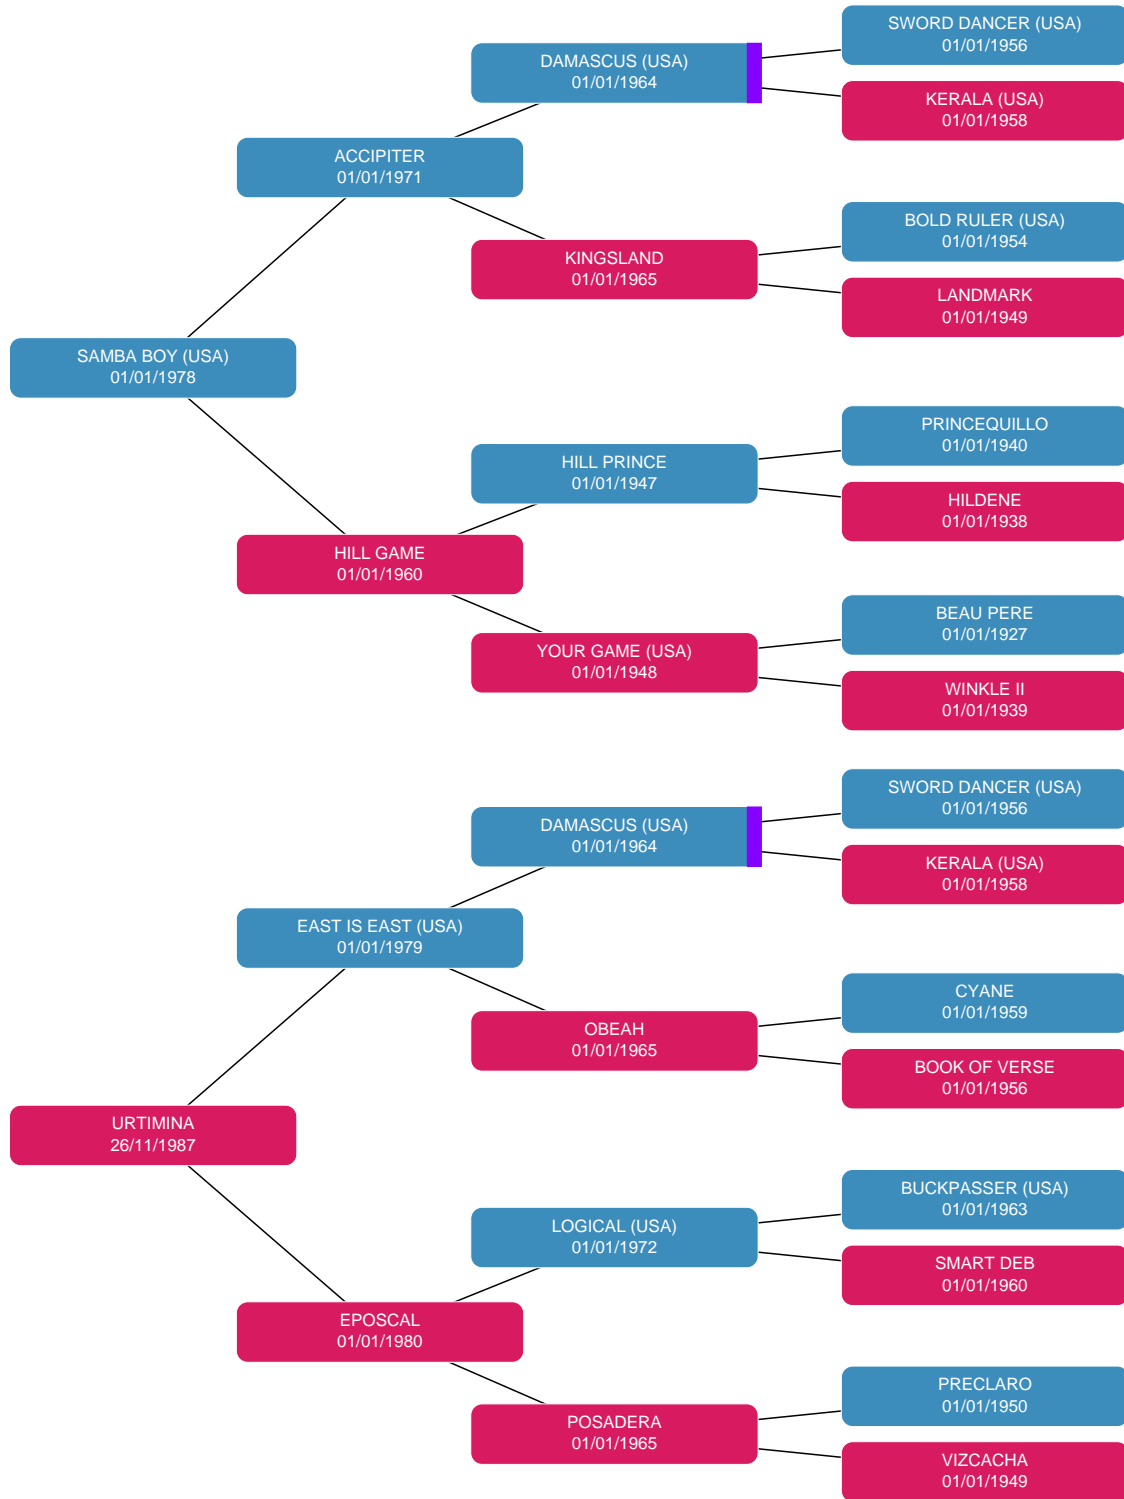 SWORD DANCER (USA)
01/01/1956
DAMASCUS (USA)
01/01/1964
KERALA (USA)
01/01/1958
ACCIPITER
01/01/1971
BOLD RULER (USA)
01/01/1954
KINGSLAND
01/01/1965
LANDMARK
01/01/1949
SAMBA BOY (USA)
01/01/1978
PRINCEQUILLO
01/01/1940
HILL PRINCE
01/01/1947
HILDENE
01/01/1938
HILL GAME
01/01/1960
BEAU PERE
01/01/1927
YOUR GAME (USA)
01/01/1948
WINKLE II
01/01/1939
SWORD DANCER (USA)
01/01/1956
DAMASCUS (USA)
01/01/1964
KERALA (USA)
01/01/1958
EAST IS EAST (USA)
01/01/1979
CYANE
01/01/1959
OBEAH
01/01/1965
BOOK OF VERSE
01/01/1956
URTIMINA
26/11/1987
BUCKPASSER (USA)
01/01/1963
LOGICAL (USA)
01/01/1972
SMART DEB
01/01/1960
EPOSCAL
01/01/1980
PRECLARO
01/01/1950
POSADERA
01/01/1965
VIZCACHA
01/01/1949